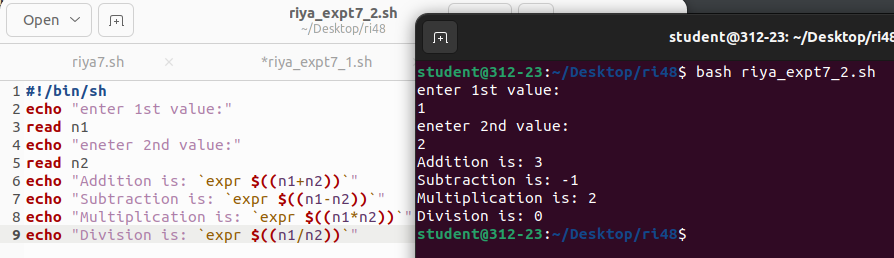 Open
riya_expt7_2.sh
~/Desktop/ri48
riya7.sh × *riya_expt7_1.sh
1 #!/bin/sh
2 echo "enter 1st value:"
3 read n1
4 echo "eneter 2nd value:"
5 read n2
6 echo "Addition is: `expr $((n1+n2))`"
7 echo "Subtraction is: `expr $((n1-n2))`"
8 echo "Multiplication is: `expr $((n1*n2))`"
9 echo "Division is: `expr $((n1/n2))`"
student@312-23: ~/Desktop/ri48
student@312-23:~/Desktop/ri48$ bash riya_expt7_2.sh
enter 1st value:
1
eneter 2nd value:
2
Addition is: 3
Subtraction is: -1
Multiplication is: 2
Division is: 0
student@312-23:~/Desktop/ri48$